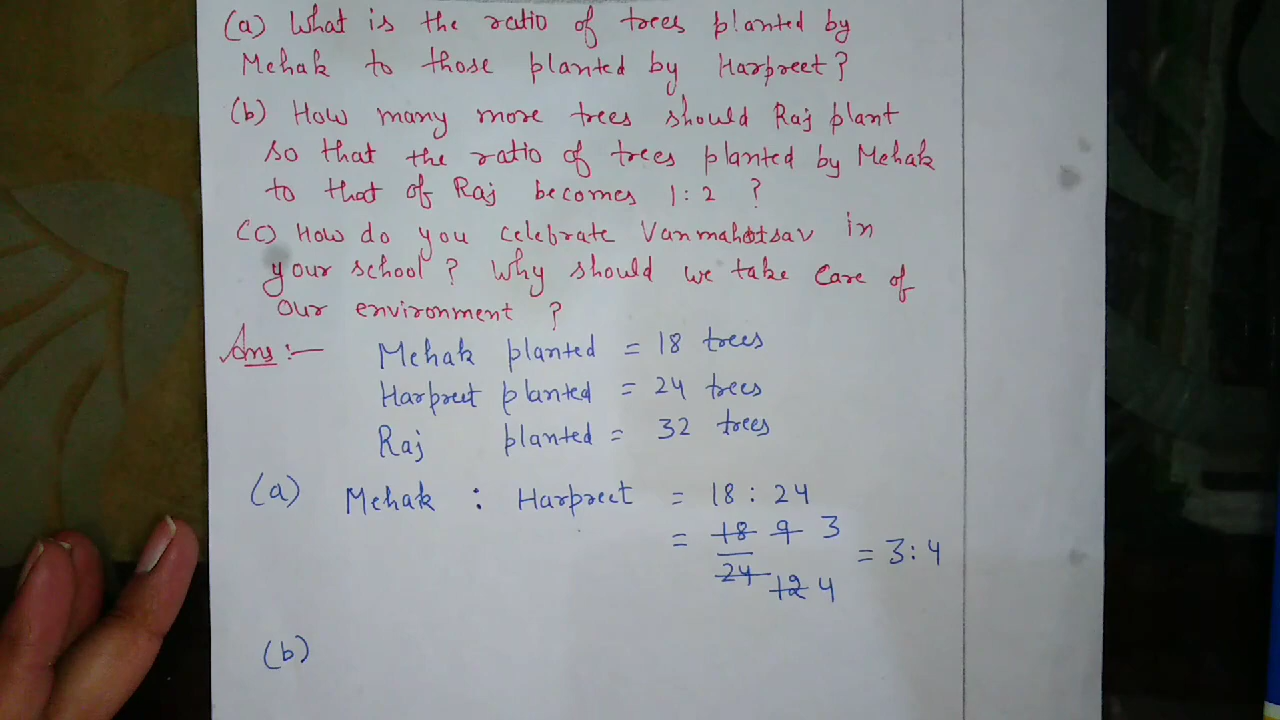 (a) What is the ratio of trees planted by
Mehak to those planted by Harpreet?
(b) How many more trees should Raj plant
so that the ratio of trees planted by Mehak
to that of Raj becomes 1:2 ?
(c) How do you celebrate Vanmahotsav in
your school? Why should we take care of
our environment ?
Ans :-
Mehak planted = 18 trees
Harpreet planted = 24 trees
Raj planted = 32 trees
(a) Mehak : Harpreet = 18 : 24
= 18 9 3
24 12 4 = 3:4
(b)